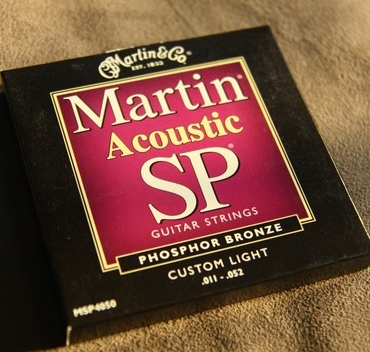 Martin & Co.
EST. 1833
Martin®
Acoustic
SP®
GUITAR STRINGS
PHOSPHOR BRONZE
CUSTOM LIGHT
.011 - .052
MSP4050